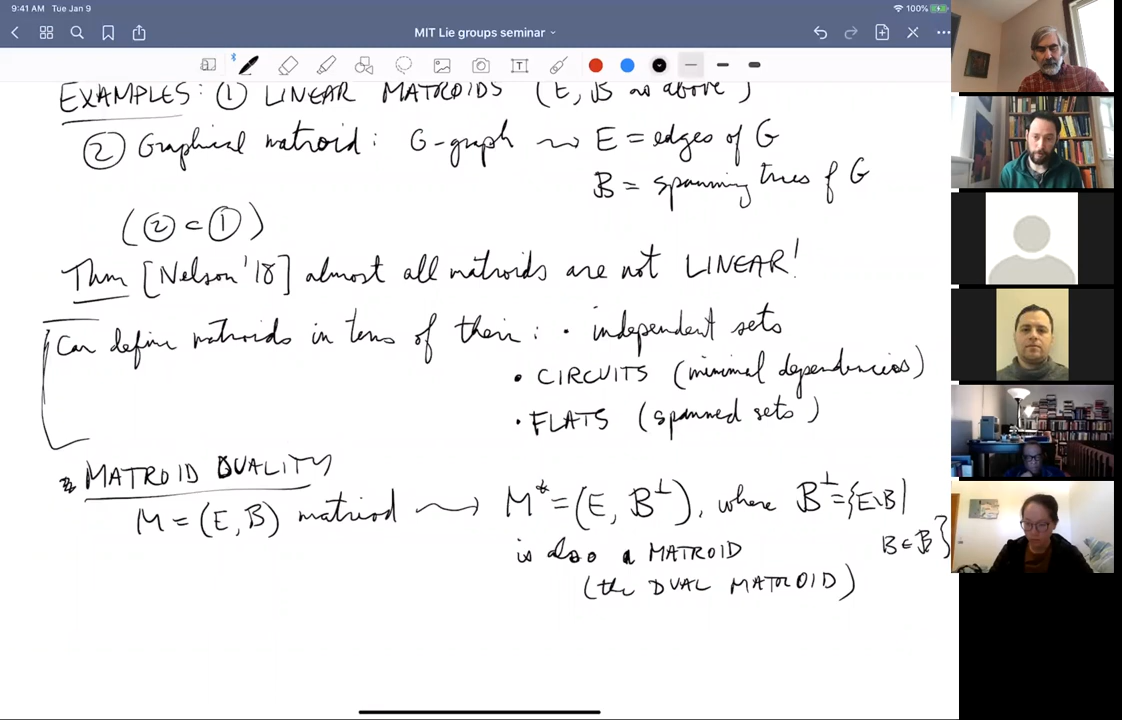 9:41 AM Tue Jan 9
100%
MIT Lie groups seminar
EXAMPLES: ① LINEAR MATROIDS (E, B as above)
② Graphical matroid: G-graph ⇝ E = edges of G
B = spanning trees of G
(② ⊂ ①)
Thm [Nelson '18] almost all matroids are not LINEAR!
Can define matroids in terms of their: • independent sets
• CIRCUITS (minimal dependencies)
• FLATS (spanned sets)
MATROID DUALITY
M = (E, B) matriod ⇝ M* = (E, B^⊥), where B^⊥ = {E\B |
B ∈ B}
is also a MATROID
(the DUAL MATROID)